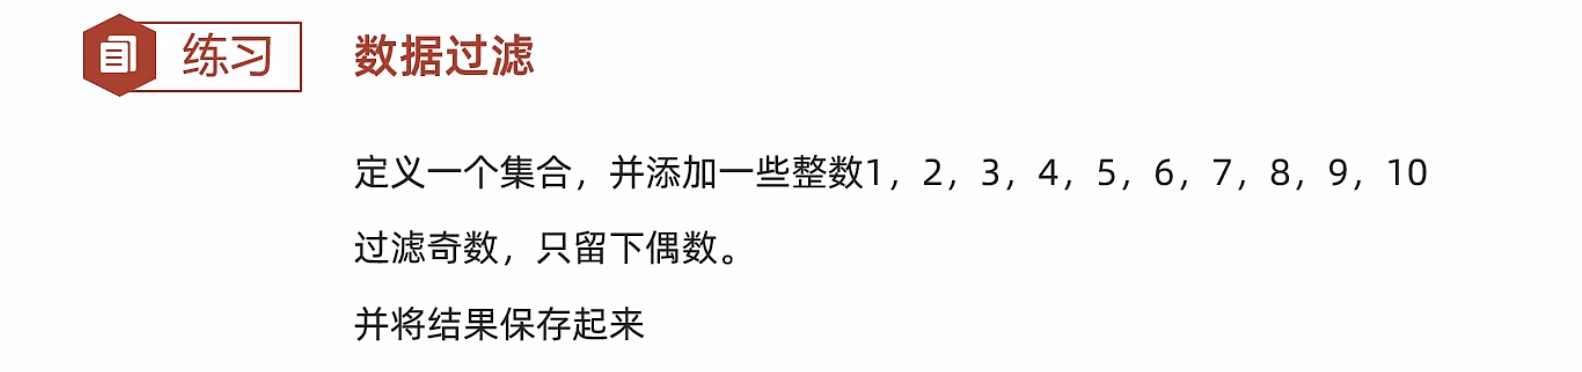 练习 数据过滤
定义一个集合，并添加一些整数1，2，3，4，5，6，7，8，9，10
过滤奇数，只留下偶数。
并将结果保存起来